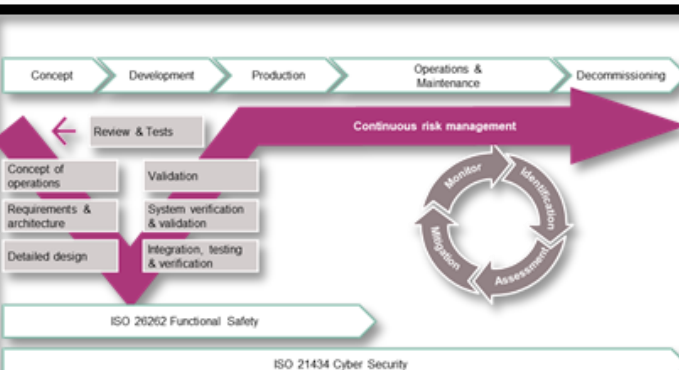 Concept
Development
Production
Operations &
Maintenance
Decommissioning
Review & Tests
Continuous risk management
Concept of
operations
Validation
Requirements &
architecture
System verification
& validation
Detailed design
Integration, testing
& verification
Monitor
Identification
Assessment
Mitigation
ISO 26262 Functional Safety
ISO 21434 Cyber Security